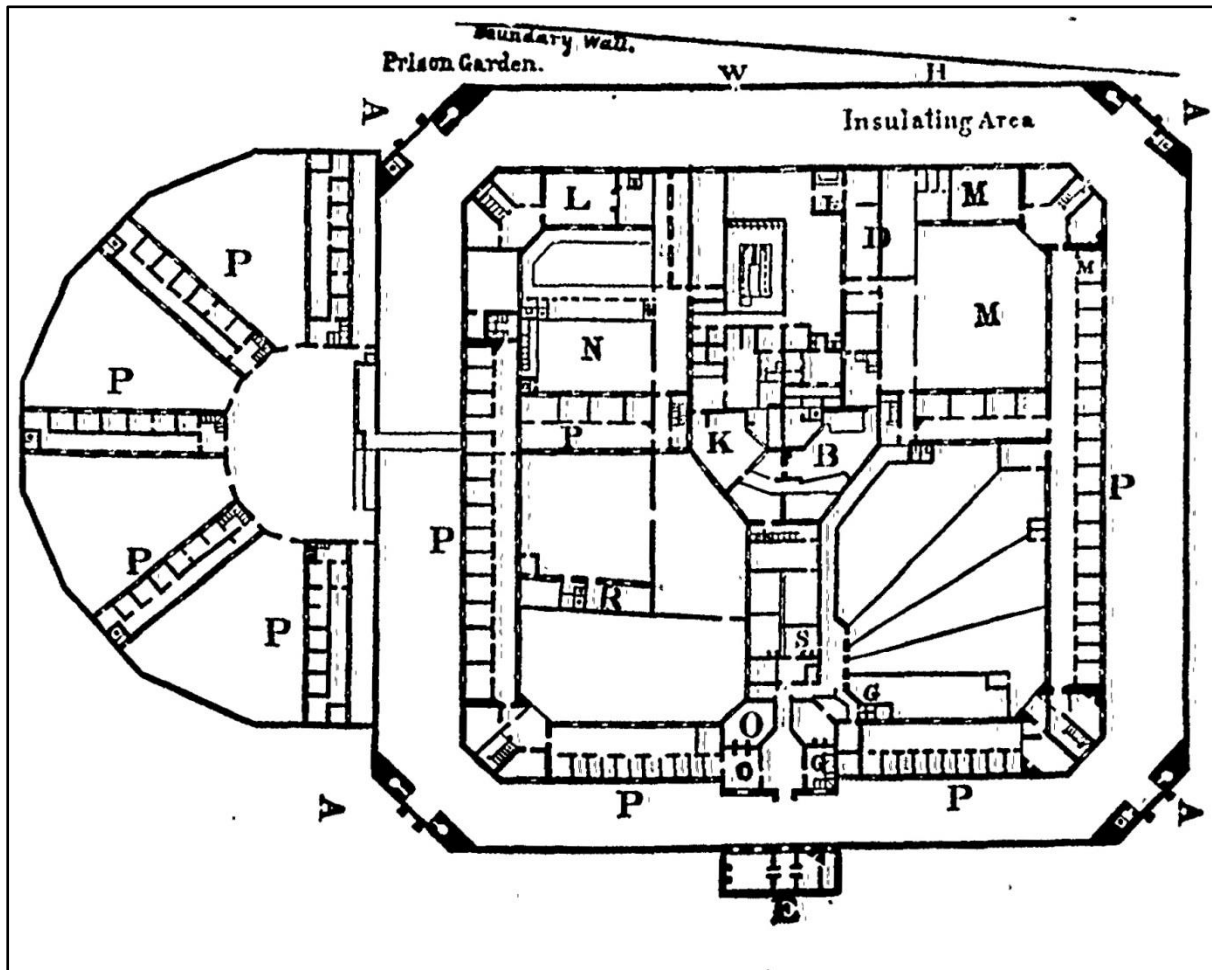 Boundary Wall.
Prison Garden.
W H
A A
Insulating Area
L M
P D M
N M
P
P K B P
P
P R
P S
G
O
O G
P P
A A
E